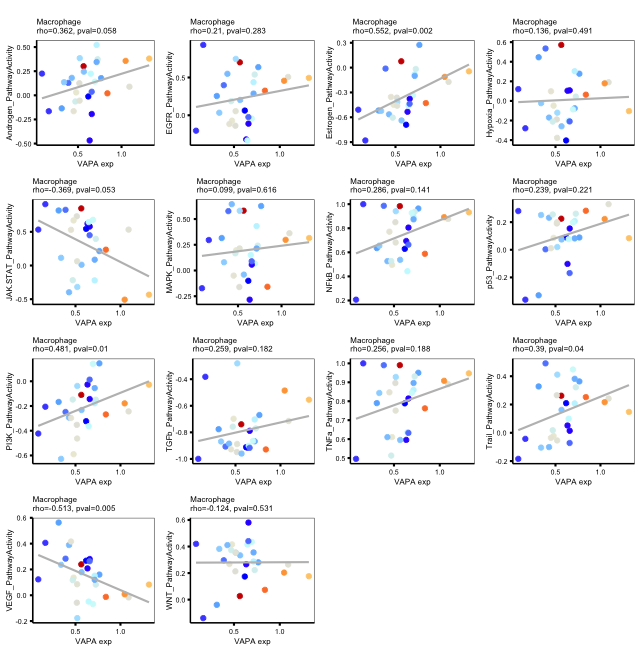 Macrophage
rho=0.362, pval=0.058
Androgen_PathwayActivity
0.50
0.25
0.00
-0.25
-0.50
0.5
1.0
VAPA exp
Macrophage
rho=0.21, pval=0.283
EGFR_PathwayActivity
0.5
0.0
0.5
1.0
VAPA exp
Macrophage
rho=0.552, pval=0.002
Estrogen_PathwayActivity
0.3
0.0
-0.3
-0.6
-0.9
0.5
1.0
VAPA exp
Macrophage
rho=0.136, pval=0.491
Hypoxia_PathwayActivity
0.6
0.4
0.2
0.0
-0.2
-0.4
0.5
1.0
VAPA exp
Macrophage
rho=-0.369, pval=0.053
JAK.STAT_PathwayActivity
0.5
0.0
-0.5
0.5
1.0
VAPA exp
Macrophage
rho=0.099, pval=0.616
MAPK_PathwayActivity
0.50
0.25
0.00
-0.25
0.5
1.0
VAPA exp
Macrophage
rho=0.286, pval=0.141
NFkB_PathwayActivity
1.0
0.8
0.6
0.4
0.2
0.5
1.0
VAPA exp
Macrophage
rho=0.239, pval=0.221
p53_PathwayActivity
0.2
0.0
-0.2
0.5
1.0
VAPA exp
Macrophage
rho=0.481, pval=0.01
PI3K_PathwayActivity
0.0
-0.2
-0.4
-0.6
0.5
1.0
VAPA exp
Macrophage
rho=0.259, pval=0.182
TGFb_PathwayActivity
-0.4
-0.6
-0.8
-1.0
0.5
1.0
VAPA exp
Macrophage
rho=0.256, pval=0.188
TNFa_PathwayActivity
1.0
0.9
0.8
0.7
0.6
0.5
0.5
1.0
VAPA exp
Macrophage
rho=0.39, pval=0.04
Trail_PathwayActivity
0.4
0.2
0.0
-0.2
0.5
1.0
VAPA exp
Macrophage
rho=-0.513, pval=0.005
VEGF_PathwayActivity
0.6
0.4
0.2
0.0
-0.2
0.5
1.0
VAPA exp
Macrophage
rho=-0.124, pval=0.531
WNT_PathwayActivity
0.6
0.4
0.2
0.0
0.5
1.0
VAPA exp